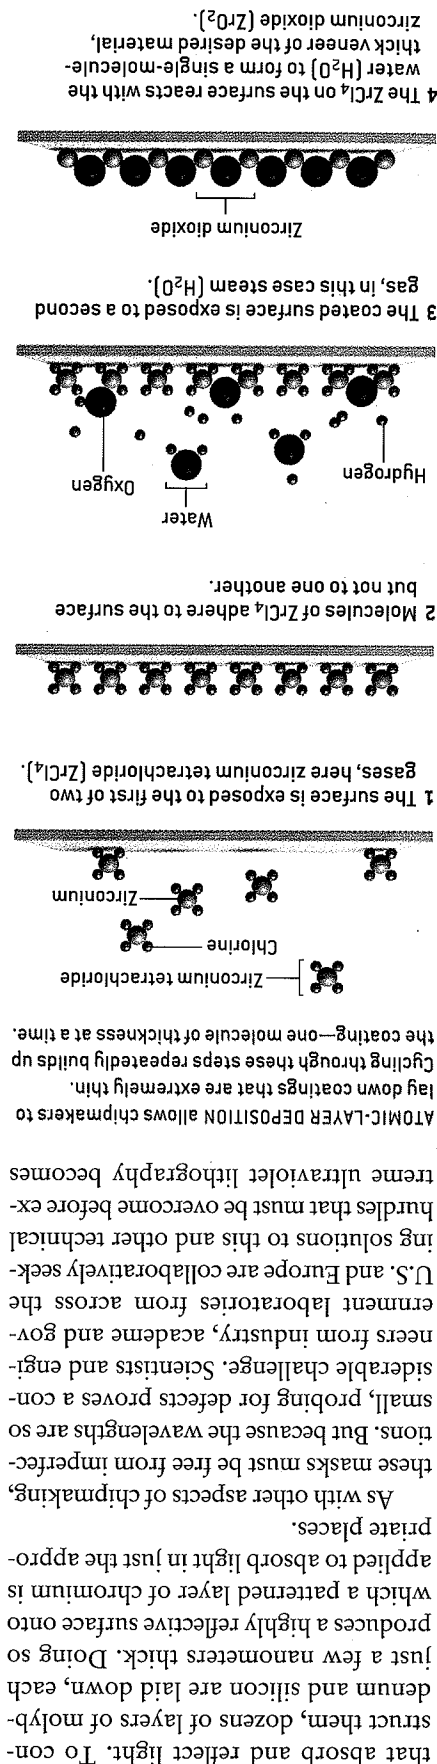 that absorb and reflect light. To con-
struct them, dozens of layers of molyb-
denum and silicon are laid down, each
just a few nanometers thick. Doing so
produces a highly reflective surface onto
which a patterned layer of chromium is
applied to absorb light in just the appro-
priate places.
As with other aspects of chipmaking,
these masks must be free from imperfec-
tions. But because the wavelengths are so
small, probing for defects proves a con-
siderable challenge. Scientists and engi-
neers from industry, academe and gov-
ernment laboratories from across the
U.S. and Europe are collaboratively seek-
ing solutions to this and other technical
hurdles that must be overcome before ex-
treme ultraviolet lithography becomes
ATOMIC-LAYER DEPOSITION allows chipmakers to
lay down coatings that are extremely thin.
Cycling through these steps repeatedly builds up
the coating—one molecule of thickness at a time.
Zirconium tetrachloride
Chlorine
Zirconium
1 The surface is exposed to the first of two
gases, here zirconium tetrachloride (ZrCl₄).
2 Molecules of ZrCl₄ adhere to the surface
but not to one another.
Water
Hydrogen
Oxygen
3 The coated surface is exposed to a second
gas, in this case steam (H₂O).
Zirconium dioxide
4 The ZrCl₄ on the surface reacts with the
water (H₂O) to form a single-molecule-
thick veneer of the desired material,
zirconium dioxide (ZrO₂).